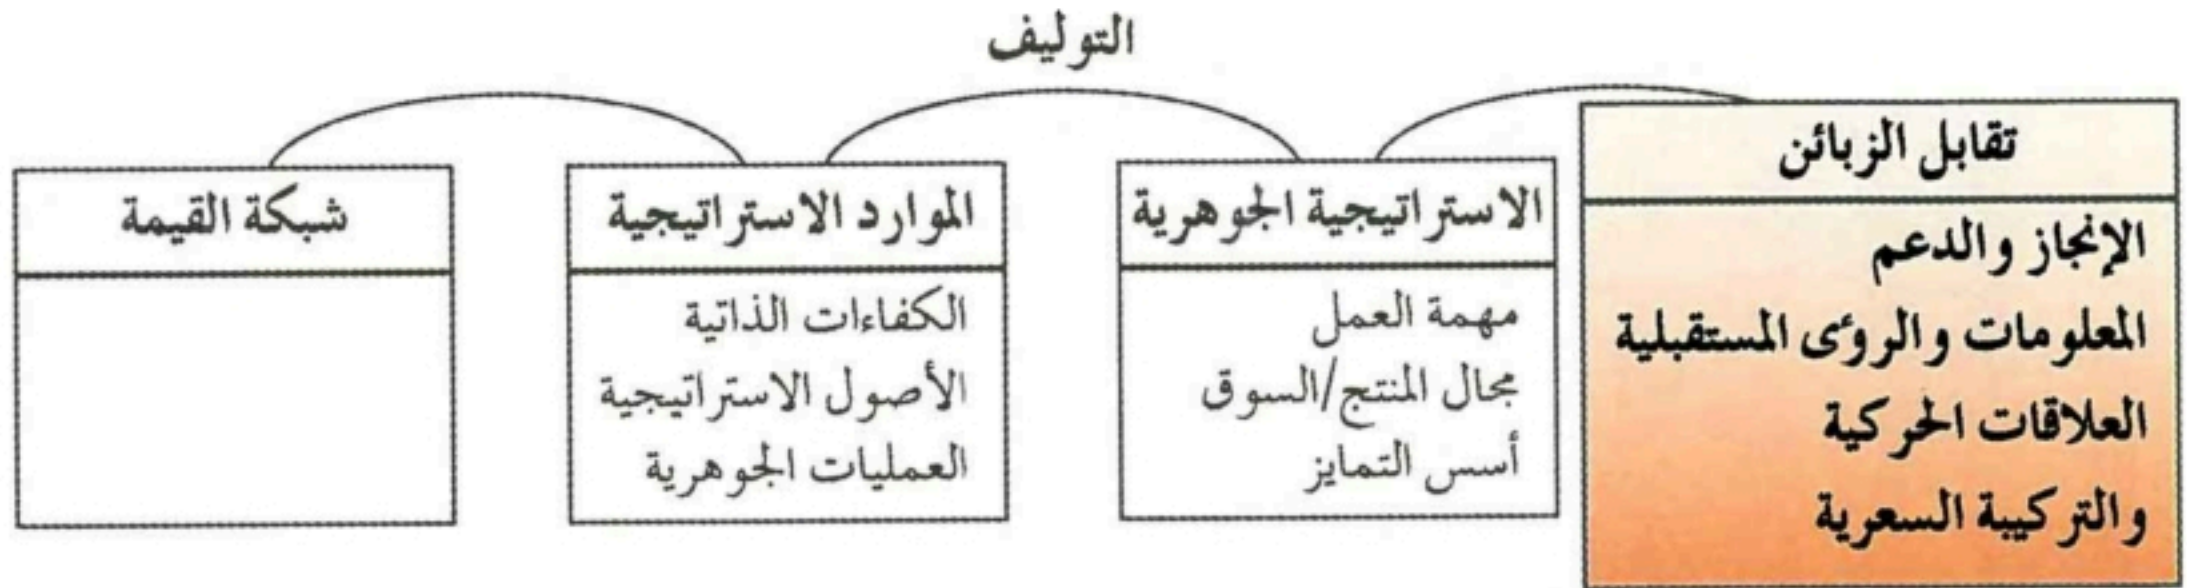 التوليف
تقابل الزبائن
الإنجاز والدعم
المعلومات والروئى المستقبلية
العلاقات الحركية
والتركيبة السعرية
الاستراتيجية الجوهرية
مهمة العمل
مجال المنتج/السوق
أسس التمايز
الموارد الاستراتيجية
الكفاءات الذاتية
الأصول الاستراتيجية
العمليات الجوهرية
شبكة القيمة